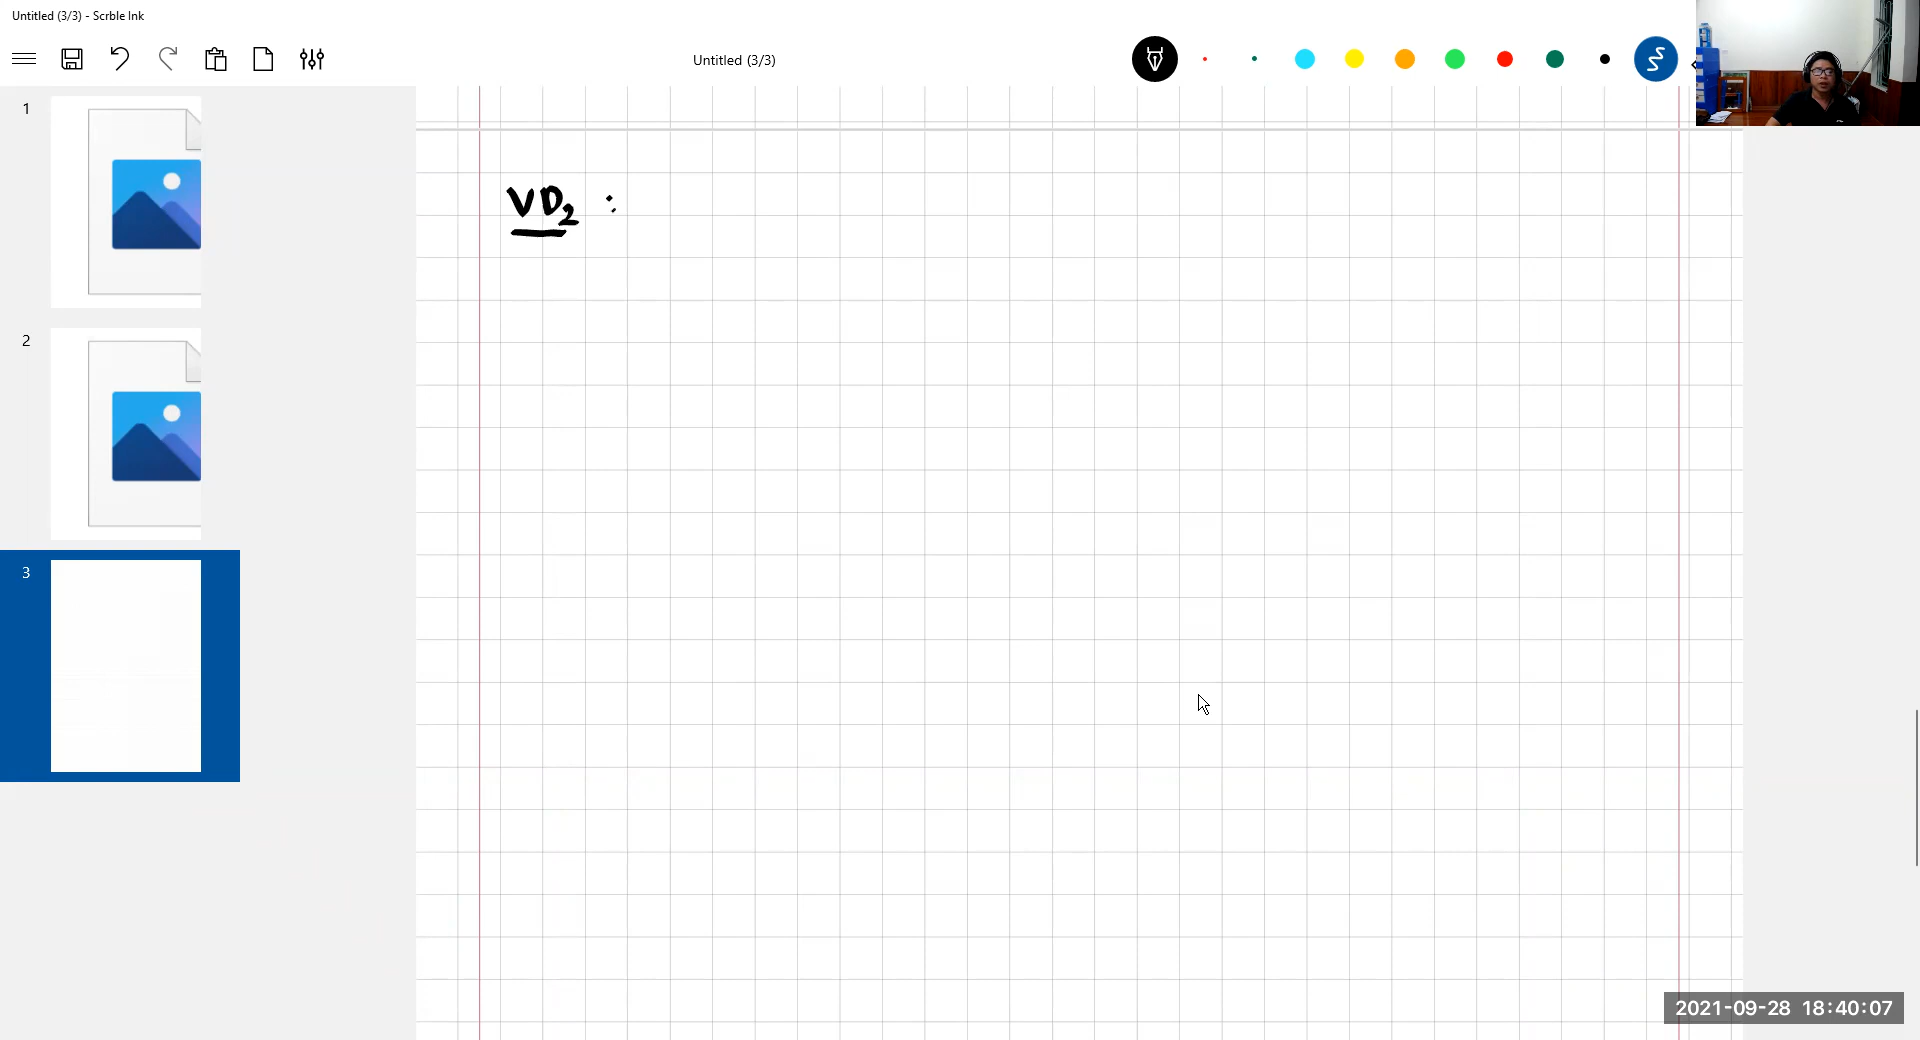 Untitled (3/3) - Scrble Ink
Untitled (3/3)
1
VD2 :
2
3
2021-09-28 18:40:07